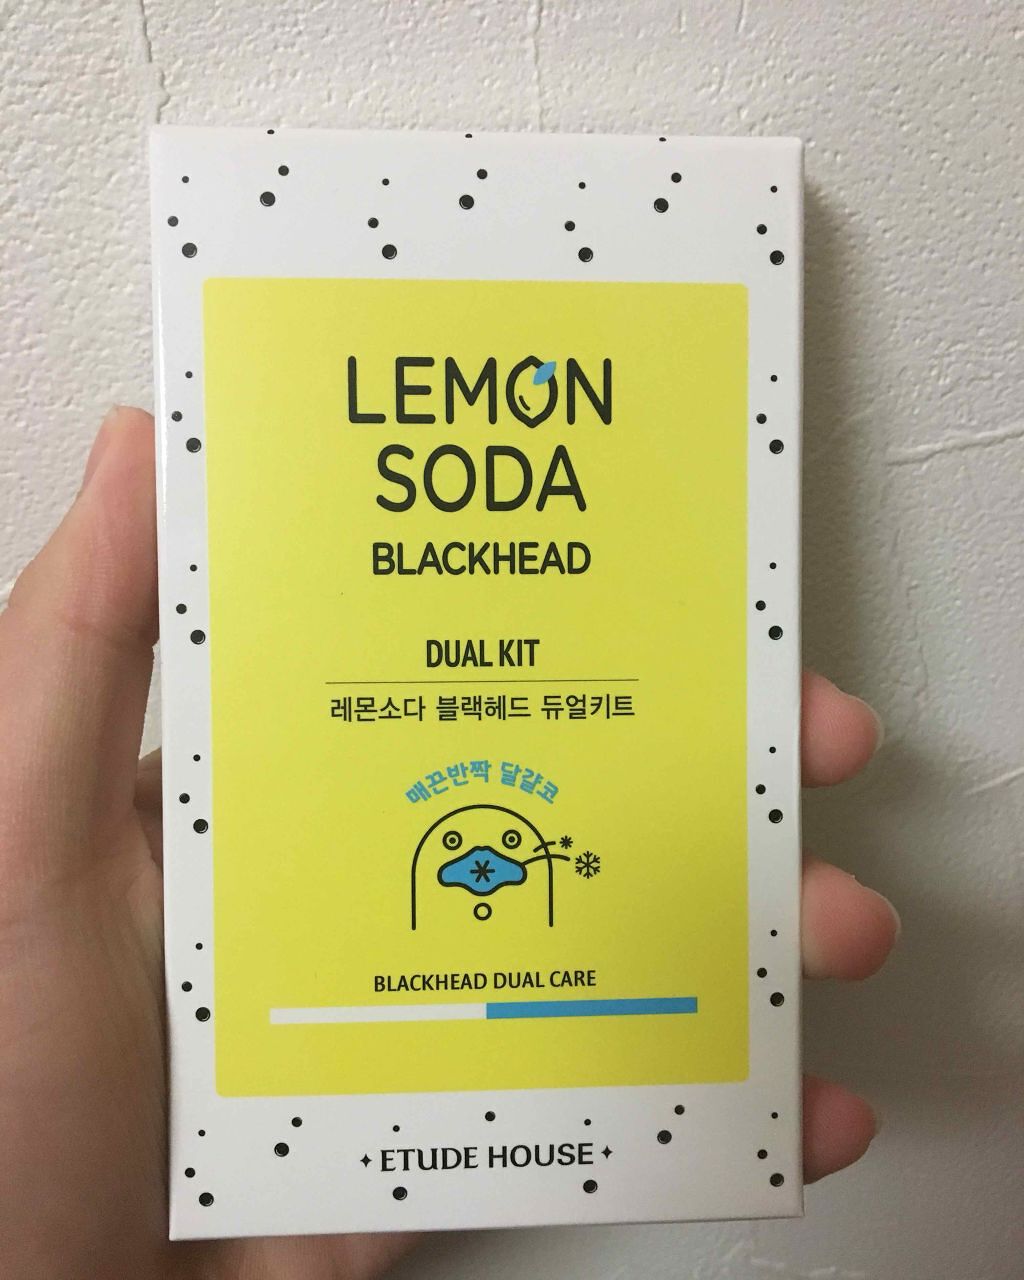 LEMON
SODA
BLACKHEAD
DUAL KIT
레몬소다 블랙헤드 듀얼키트
매끈반짝 달걀코
BLACKHEAD DUAL CARE
ETUDE HOUSE